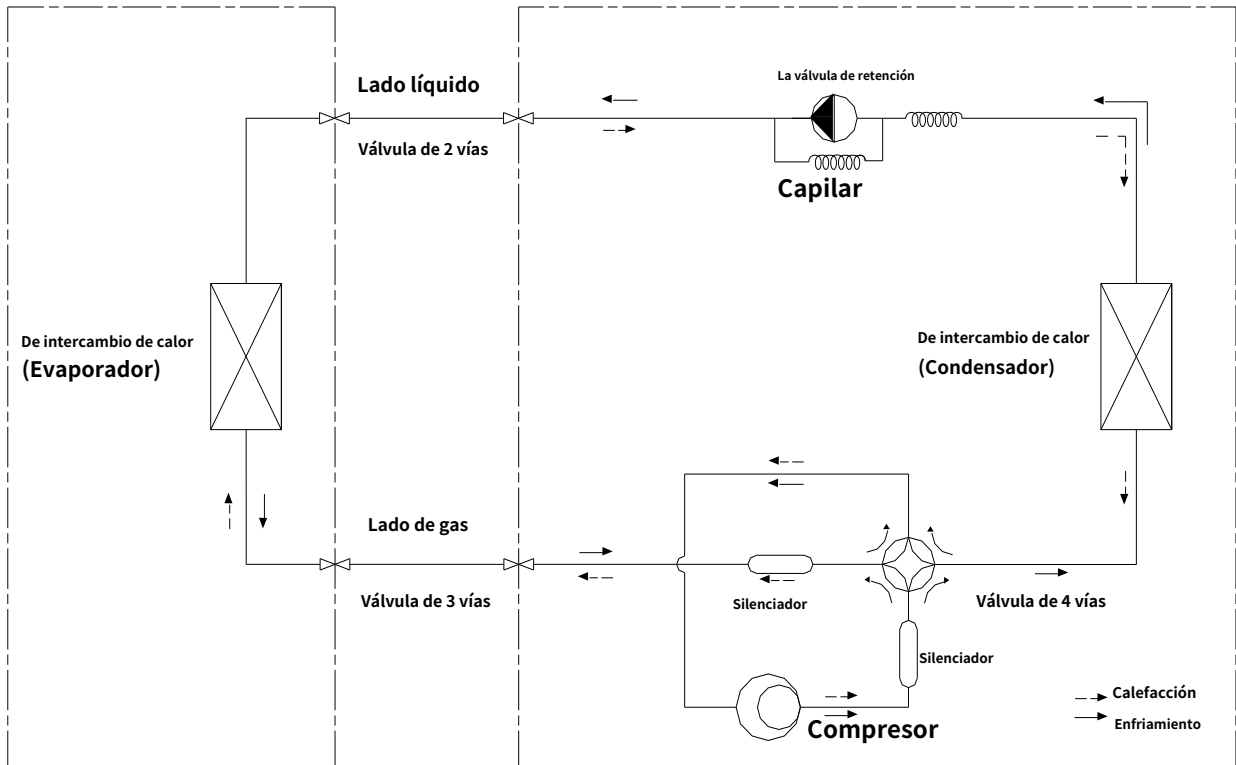 La válvula de retención
Lado líquido
Válvula de 2 vías
Capilar
De intercambio de calor
(Evaporador)
De intercambio de calor
(Condensador)
Lado de gas
Válvula de 3 vías
Silenciador
Válvula de 4 vías
Silenciador
Compresor
Calefacción
Enfriamiento